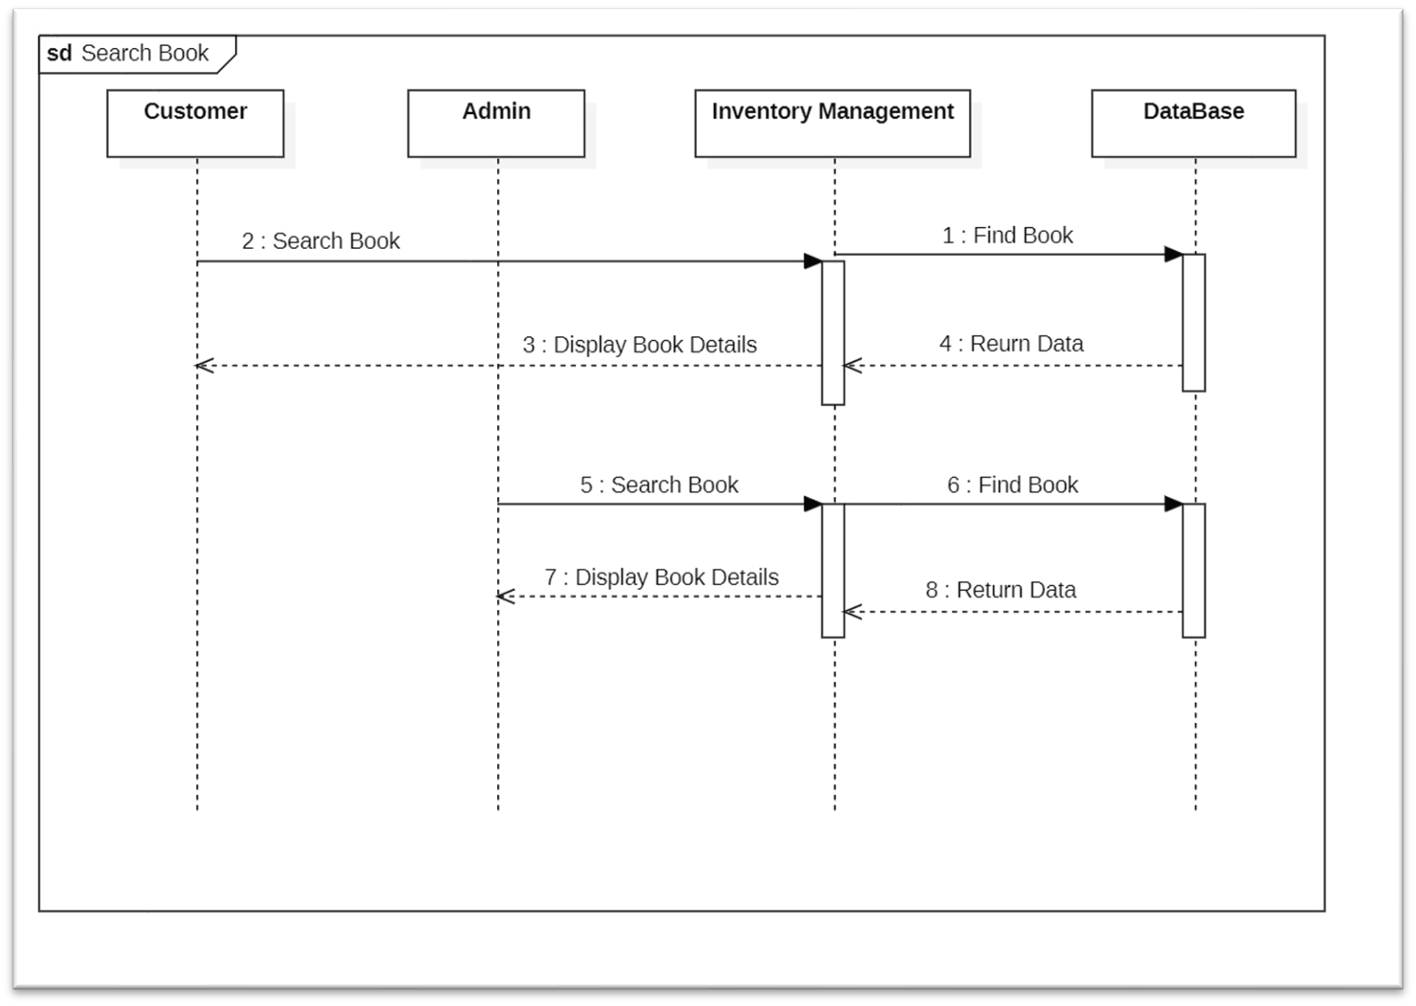 sd Search Book
Customer
Admin
Inventory Management
DataBase
2 : Search Book
1 : Find Book
3 : Display Book Details
4 : Reurn Data
5 : Search Book
6 : Find Book
7 : Display Book Details
8 : Return Data